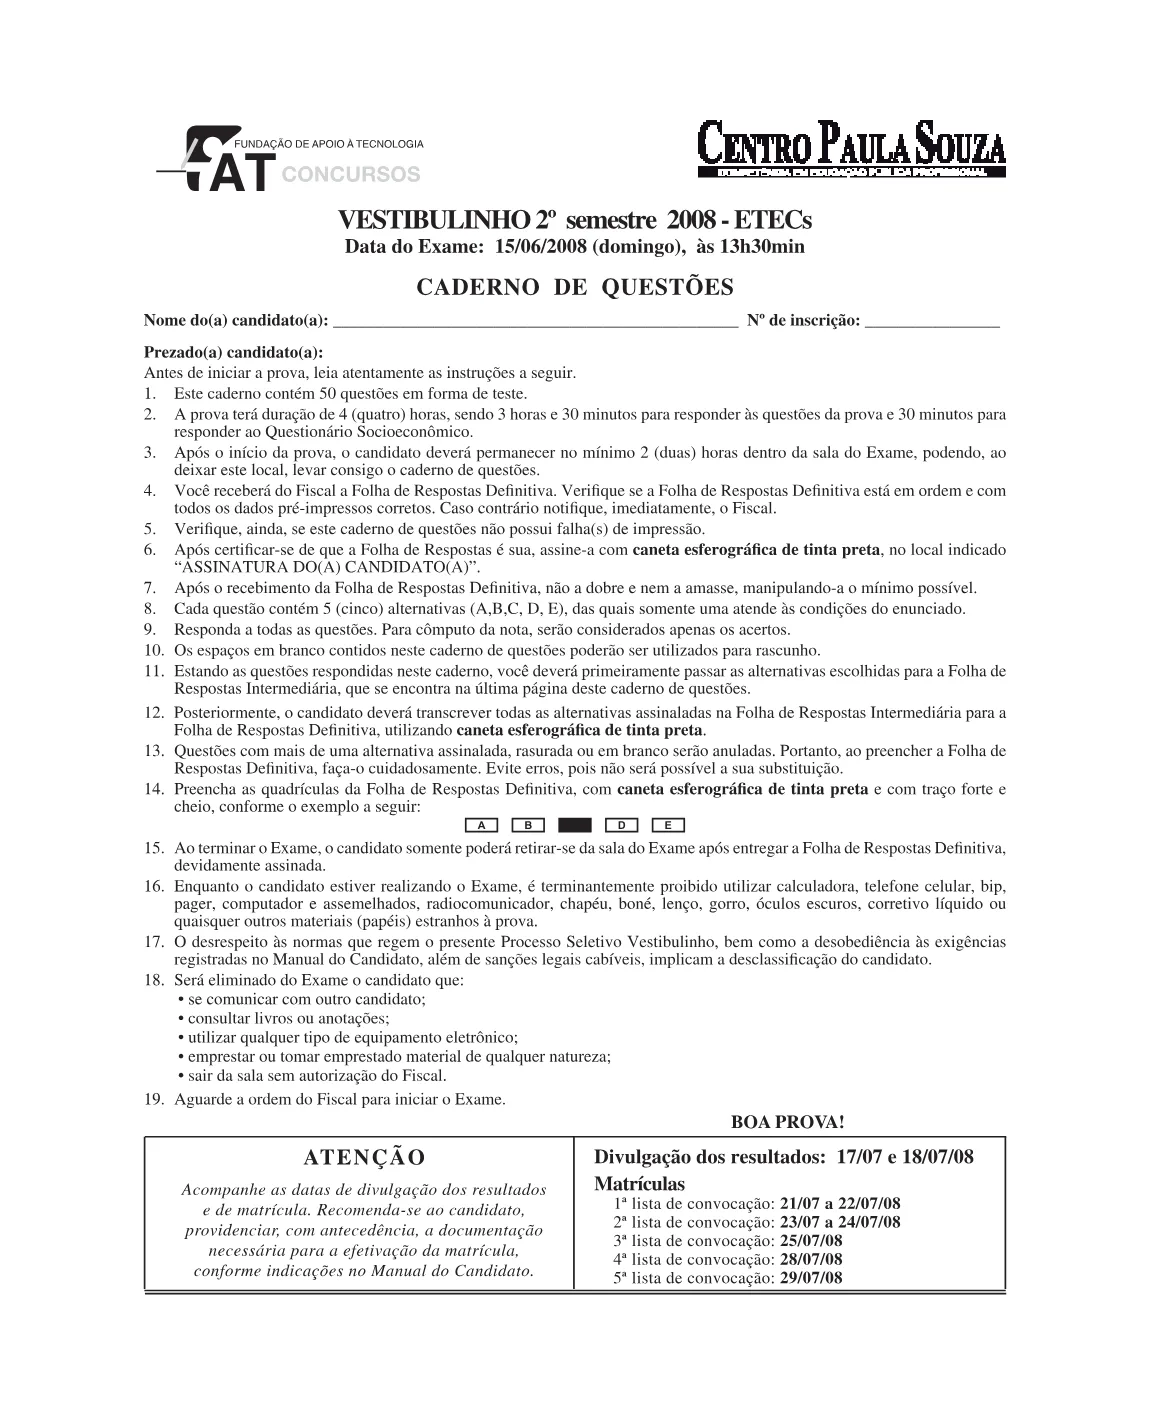 FUNDAÇÃO DE APOIO À TECNOLOGIA
FAT CONCURSOS
CENTRO PAULA SOUZA
COMPETÊNCIA EM EDUCAÇÃO PÚBLICA PROFISSIONAL
VESTIBULINHO 2º semestre 2008 - ETECs
Data do Exame: 15/06/2008 (domingo), às 13h30min
CADERNO DE QUESTÕES
Nome do(a) candidato(a): ________________________________________________ Nº de inscrição: ________________
Prezado(a) candidato(a):
Antes de iniciar a prova, leia atentamente as instruções a seguir.
1. Este caderno contém 50 questões em forma de teste.
2. A prova terá duração de 4 (quatro) horas, sendo 3 horas e 30 minutos para responder às questões da prova e 30 minutos para
responder ao Questionário Socioeconômico.
3. Após o início da prova, o candidato deverá permanecer no mínimo 2 (duas) horas dentro da sala do Exame, podendo, ao
deixar este local, levar consigo o caderno de questões.
4. Você receberá do Fiscal a Folha de Respostas Definitiva. Verifique se a Folha de Respostas Definitiva está em ordem e com
todos os dados pré-impressos corretos. Caso contrário notifique, imediatamente, o Fiscal.
5. Verifique, ainda, se este caderno de questões não possui falha(s) de impressão.
6. Após certificar-se de que a Folha de Respostas é sua, assine-a com caneta esferográfica de tinta preta, no local indicado
“ASSINATURA DO(A) CANDIDATO(A)”.
7. Após o recebimento da Folha de Respostas Definitiva, não a dobre e nem a amasse, manipulando-a o mínimo possível.
8. Cada questão contém 5 (cinco) alternativas (A,B,C, D, E), das quais somente uma atende às condições do enunciado.
9. Responda a todas as questões. Para cômputo da nota, serão considerados apenas os acertos.
10. Os espaços em branco contidos neste caderno de questões poderão ser utilizados para rascunho.
11. Estando as questões respondidas neste caderno, você deverá primeiramente passar as alternativas escolhidas para a Folha de
Respostas Intermediária, que se encontra na última página deste caderno de questões.
12. Posteriormente, o candidato deverá transcrever todas as alternativas assinaladas na Folha de Respostas Intermediária para a
Folha de Respostas Definitiva, utilizando caneta esferográfica de tinta preta.
13. Questões com mais de uma alternativa assinalada, rasurada ou em branco serão anuladas. Portanto, ao preencher a Folha de
Respostas Definitiva, faça-o cuidadosamente. Evite erros, pois não será possível a sua substituição.
14. Preencha as quadrículas da Folha de Respostas Definitiva, com caneta esferográfica de tinta preta e com traço forte e
cheio, conforme o exemplo a seguir:
A B D E
15. Ao terminar o Exame, o candidato somente poderá retirar-se da sala do Exame após entregar a Folha de Respostas Definitiva,
devidamente assinada.
16. Enquanto o candidato estiver realizando o Exame, é terminantemente proibido utilizar calculadora, telefone celular, bip,
pager, computador e assemelhados, radiocomunicador, chapéu, boné, lenço, gorro, óculos escuros, corretivo líquido ou
quaisquer outros materiais (papéis) estranhos à prova.
17. O desrespeito às normas que regem o presente Processo Seletivo Vestibulinho, bem como a desobediência às exigências
registradas no Manual do Candidato, além de sanções legais cabíveis, implicam a desclassificação do candidato.
18. Será eliminado do Exame o candidato que:
• se comunicar com outro candidato;
• consultar livros ou anotações;
• utilizar qualquer tipo de equipamento eletrônico;
• emprestar ou tomar emprestado material de qualquer natureza;
• sair da sala sem autorização do Fiscal.
19. Aguarde a ordem do Fiscal para iniciar o Exame.
BOA PROVA!
ATENÇÃO
Acompanhe as datas de divulgação dos resultados
e de matrícula. Recomenda-se ao candidato,
providenciar, com antecedência, a documentação
necessária para a efetivação da matrícula,
conforme indicações no Manual do Candidato.
Divulgação dos resultados: 17/07 e 18/07/08
Matrículas
1ª lista de convocação: 21/07 a 22/07/08
2ª lista de convocação: 23/07 a 24/07/08
3ª lista de convocação: 25/07/08
4ª lista de convocação: 28/07/08
5ª lista de convocação: 29/07/08